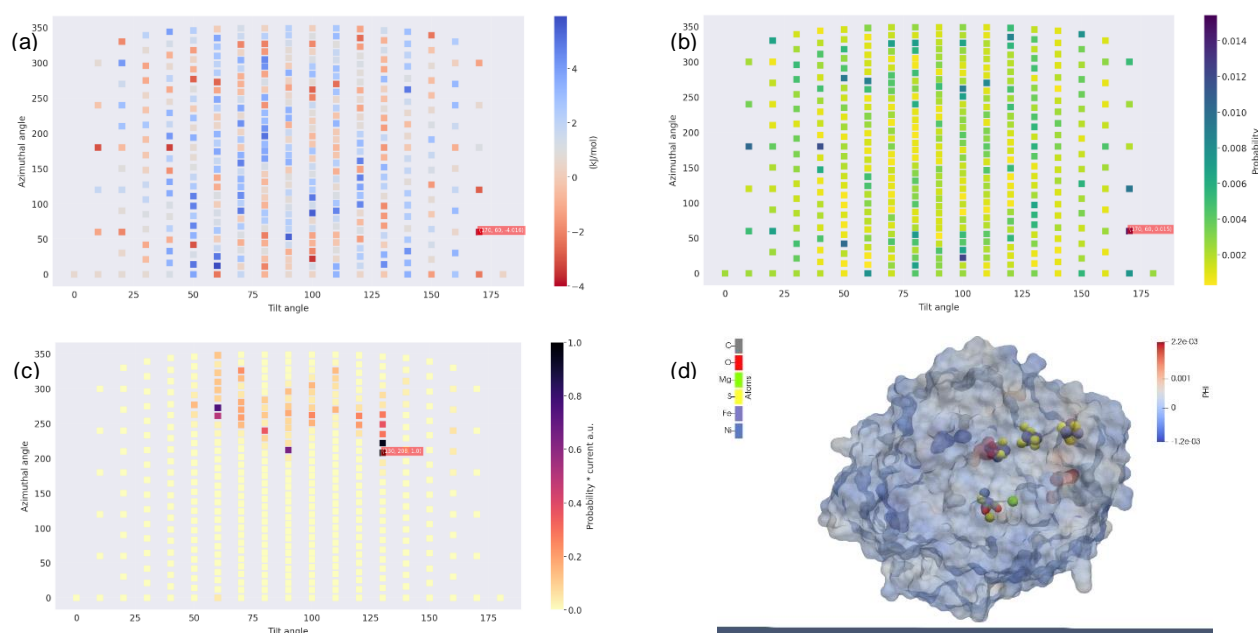 (a)
Azimuthal angle
350
300
250
200
150
100
50
0
0 25 50 75 100 125 150 175
Tilt angle
4
2
0
−2
−4
(kJ/mol)
(b)
Azimuthal angle
350
300
250
200
150
100
50
0
0 25 50 75 100 125 150 175
Tilt angle
0.014
0.012
0.010
0.008
0.006
0.004
0.002
Probability
(c)
Azimuthal angle
350
300
250
200
150
100
50
0
0 25 50 75 100 125 150 175
Tilt angle
1.0
0.8
0.6
0.4
0.2
0.0
Probability * current a.u.
(d)
C
O
Mg
S
Fe
Ni
Atoms
2.2e-03
0.001
0
-1.2e-03
PHI